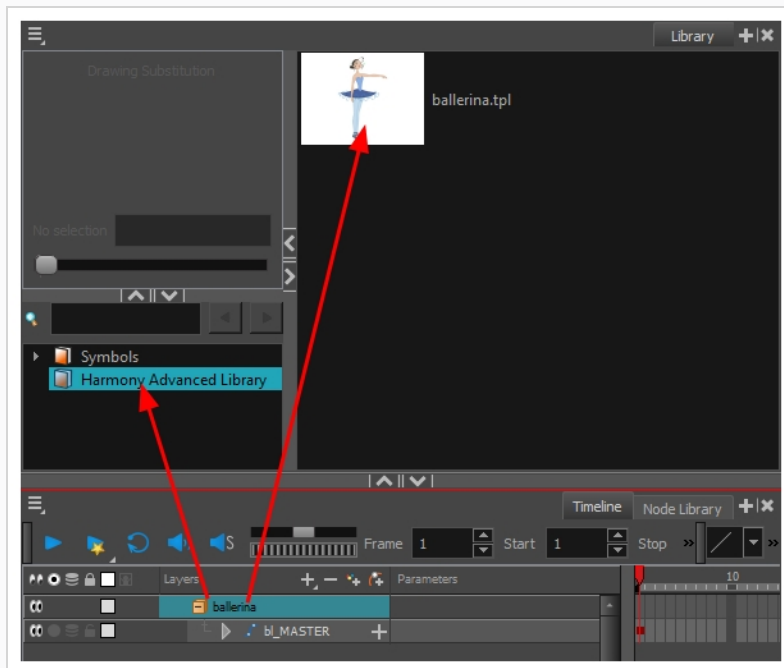 Library
Drawing Substitution
ballerina.tpl
No selection
Symbols
Harmony Advanced Library
Timeline
Node Library
S
Frame 1 Start 1 Stop
Layers Parameters 10
ballerina
bl_MASTER